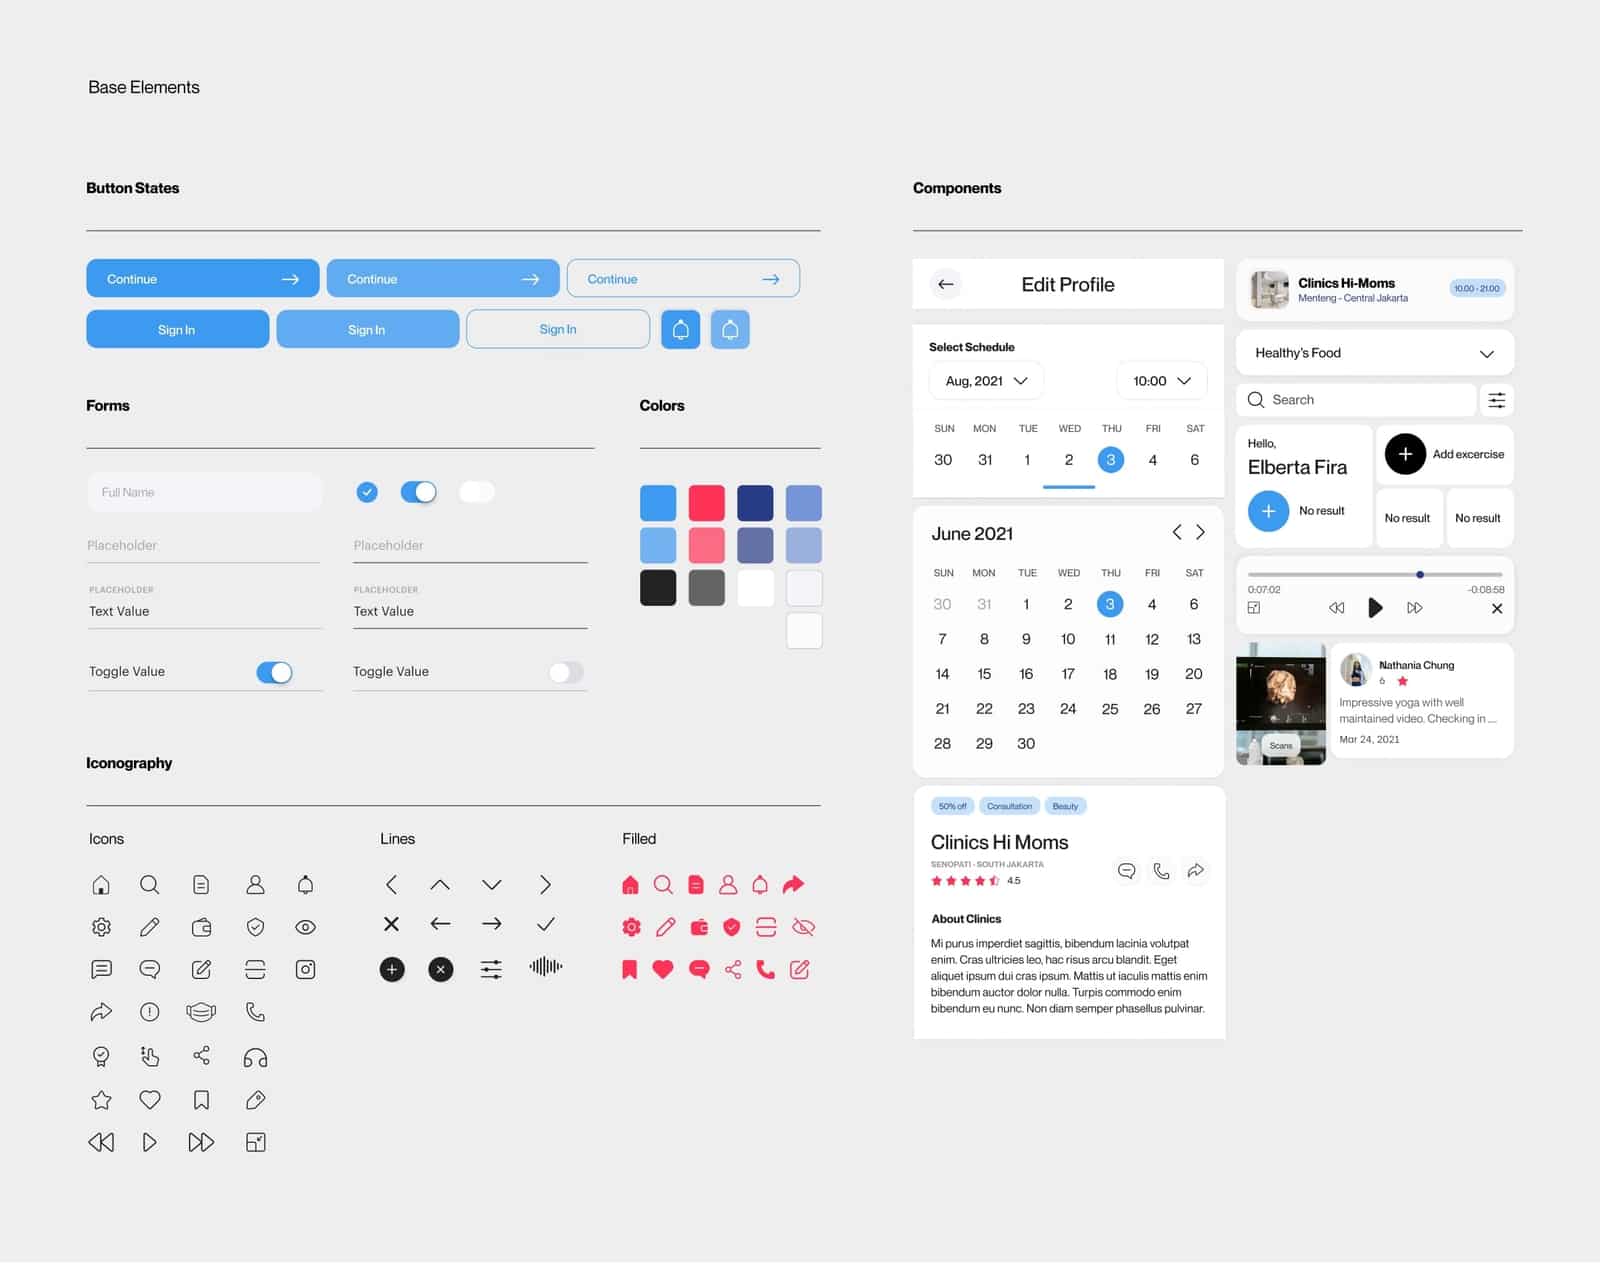 Base Elements
Button States
Continue
Continue
Continue
Sign In
Sign In
Sign In
Forms
Full Name
Placeholder
Placeholder
PLACEHOLDER
Text Value
PLACEHOLDER
Text Value
Toggle Value
Toggle Value
Colors
Iconography
Icons
Lines
Filled
Components
Edit Profile
Select Schedule
Aug, 2021
10:00
SUN MON TUE WED THU FRI SAT
30 31 1 2 3 4 6
June 2021
SUN MON TUE WED THU FRI SAT
30 31 1 2 3 4 6
7 8 9 10 11 12 13
14 15 16 17 18 19 20
21 22 23 24 25 26 27
28 29 30
50% off
Consultation
Beauty
Clinics Hi Moms
SENOPATI - SOUTH JAKARTA
4.5
About Clinics
Mi purus imperdiet sagittis, bibendum lacinia volutpat
enim. Cras ultricies leo, hac risus arcu blandit. Eget
aliquet ipsum dui cras ipsum. Mattis ut iaculis mattis enim
bibendum auctor dolor nulla. Turpis commodo enim
bibendum eu nunc. Non diam semper phasellus pulvinar.
Clinics Hi-Moms
Menteng - Central Jakarta
10.00 - 21.00
Healthy's Food
Search
Hello,
Elberta Fira
No result
Add excercise
No result
No result
0:07:02
-0:08:58
Scans
Nathania Chung
6
Impressive yoga with well
maintained video. Checking in ....
Mar 24, 2021